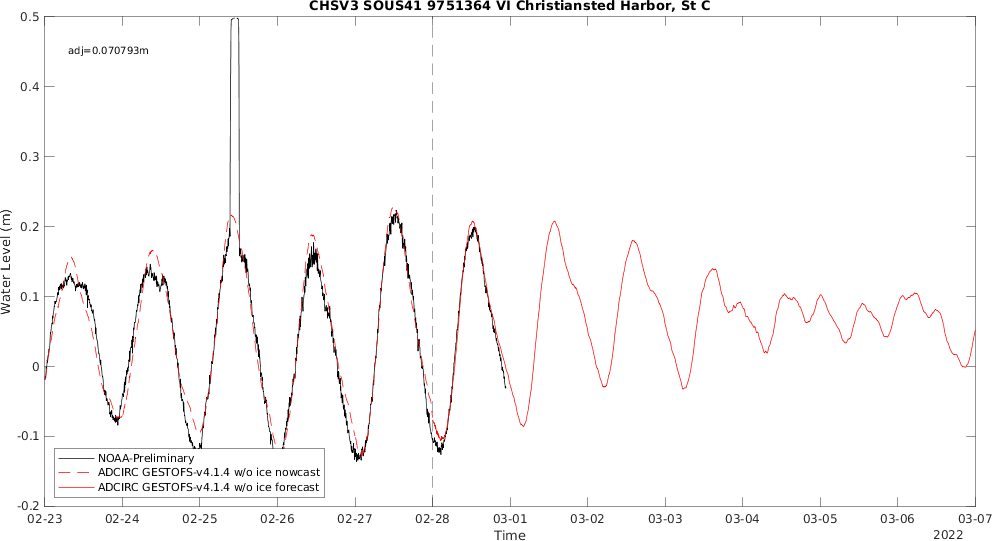 CHSV3 SOUS41 9751364 VI Christiansted Harbor, St C
adj=0.070793m
Water Level (m)
0.5
0.4
0.3
0.2
0.1
0
-0.1
-0.2
NOAA-Preliminary
ADCIRC GESTOFS-v4.1.4 w/o ice nowcast
ADCIRC GESTOFS-v4.1.4 w/o ice forecast
02-23 02-24 02-25 02-26 02-27 02-28 03-01 03-02 03-03 03-04 03-05 03-06 03-07
Time
2022